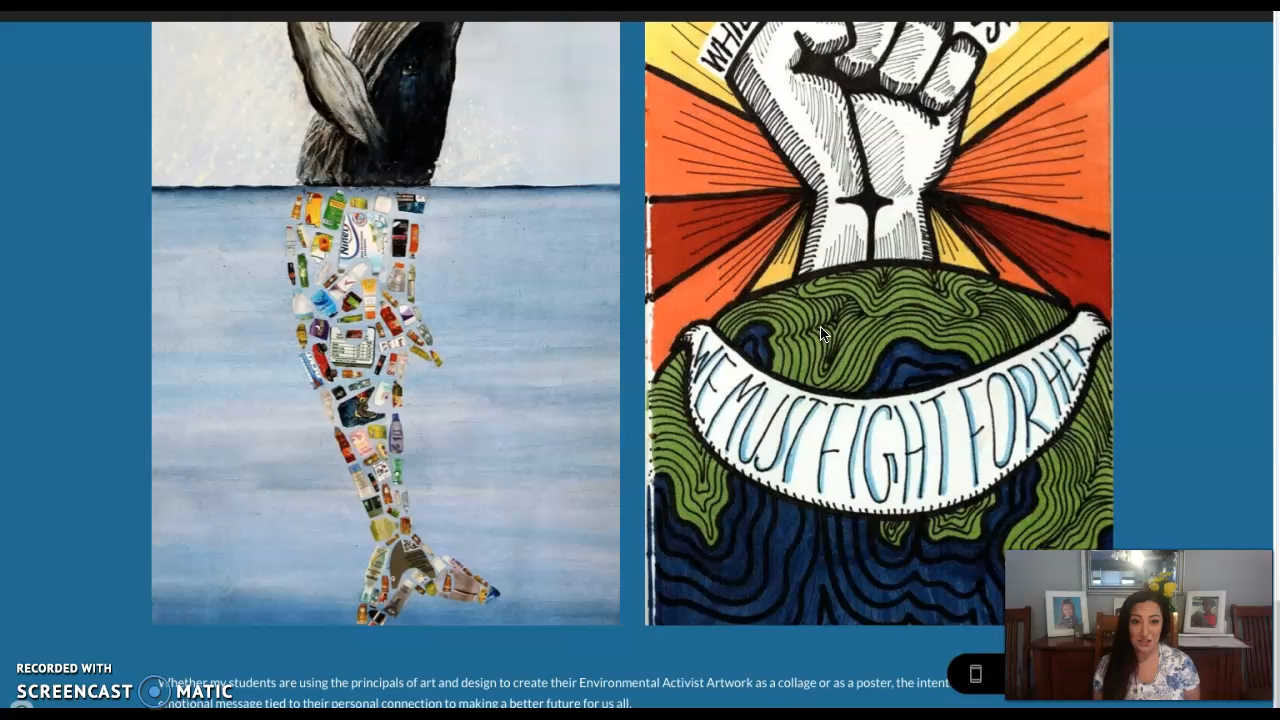 WE MUST FIGHT FOR HER
RECORDED WITH
SCREENCAST MATIC
Whether my students are using the principals of art and design to create their Environmental Activist Artwork as a collage or as a poster, the intent
emotional message tied to their personal connection to making a better future for us all.